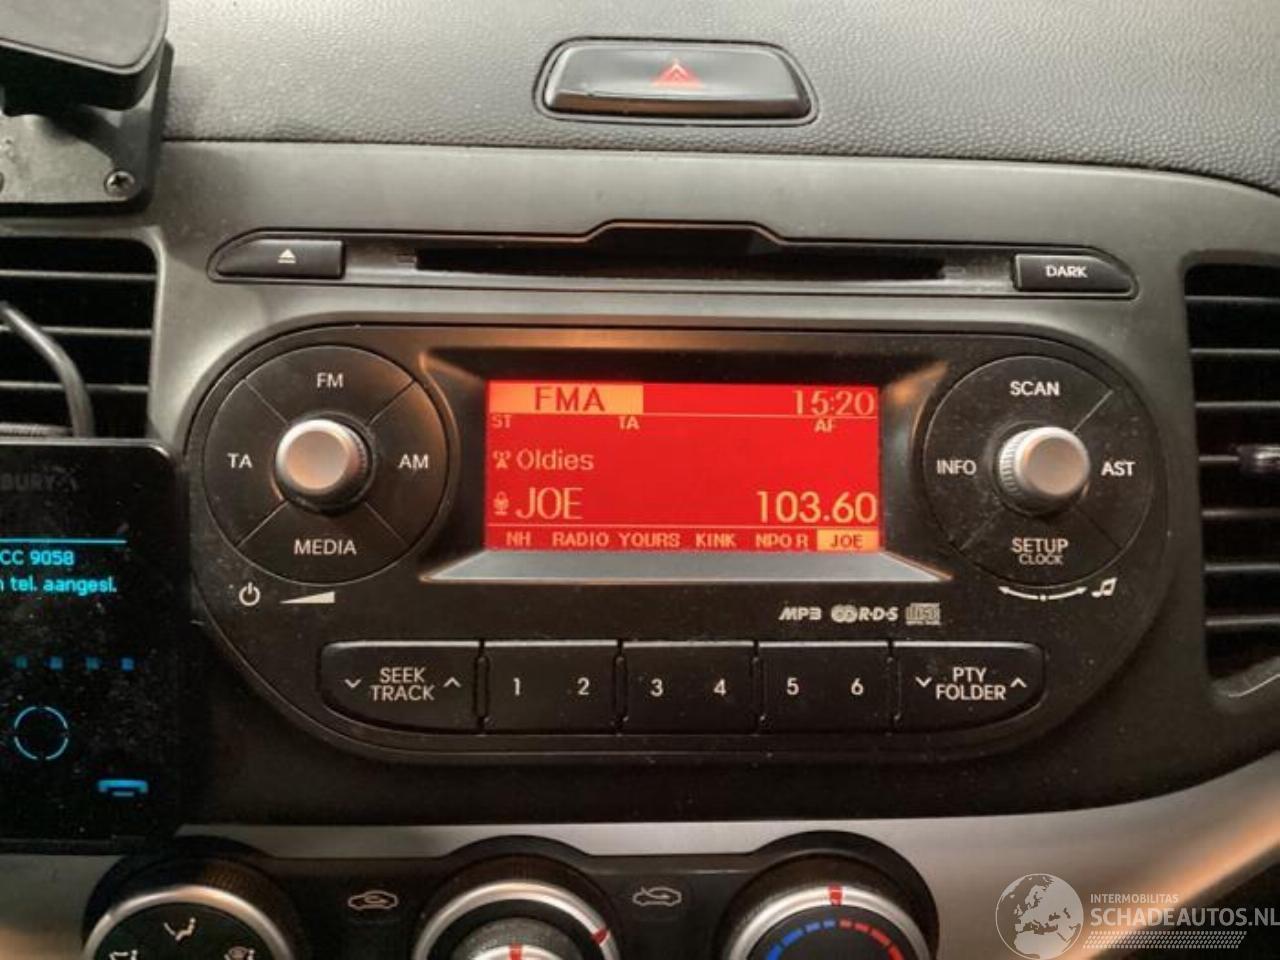 DARK
FM
TA
AM
MEDIA
FMA 15:20
ST TA AF
Oldies
JOE 103.60
NH RADIO YOURS KINK NPO R JOE
SCAN
INFO
AST
SETUP
CLOCK
MP3 R·D·S
SEEK
TRACK
1 2 3 4 5 6
PTY
FOLDER
BURY
CC 9058
n tel. aangesl.
INTERMOBILITAS
SCHADEAUTOS.NL